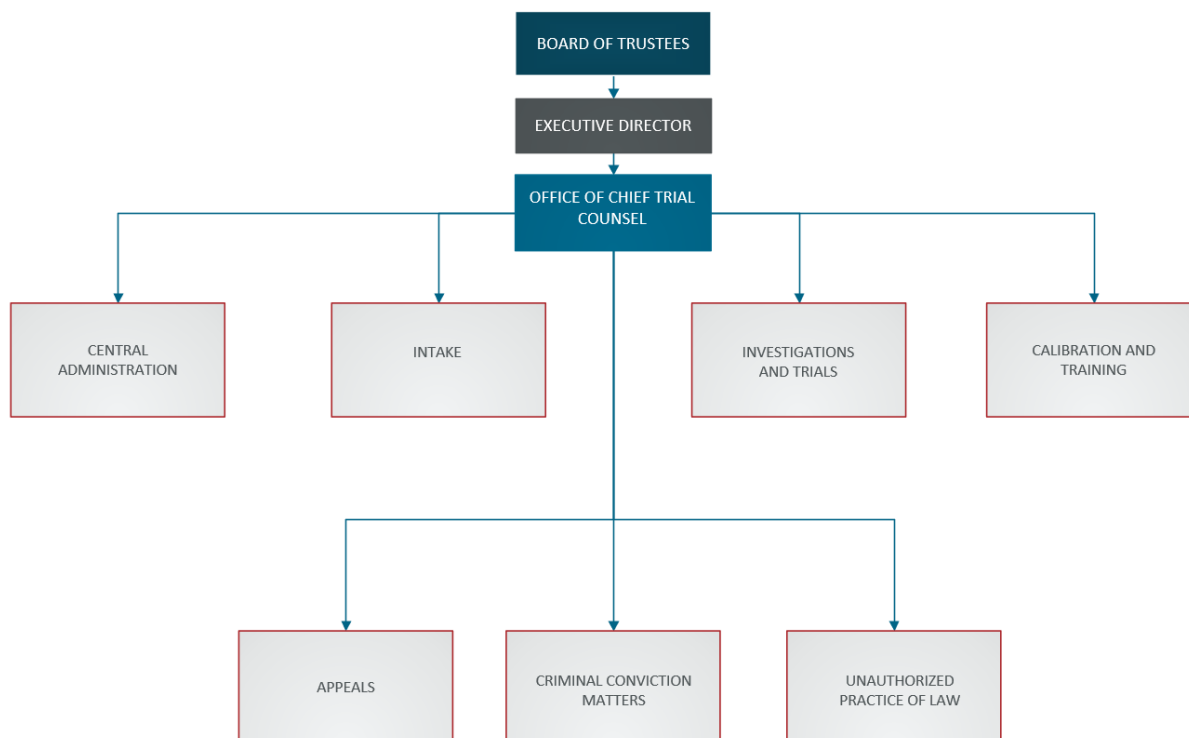 BOARD OF TRUSTEES
EXECUTIVE DIRECTOR
OFFICE OF CHIEF TRIAL
COUNSEL
CENTRAL
ADMINISTRATION
INTAKE
INVESTIGATIONS
AND TRIALS
CALIBRATION AND
TRAINING
APPEALS
CRIMINAL CONVICTION
MATTERS
UNAUTHORIZED
PRACTICE OF LAW